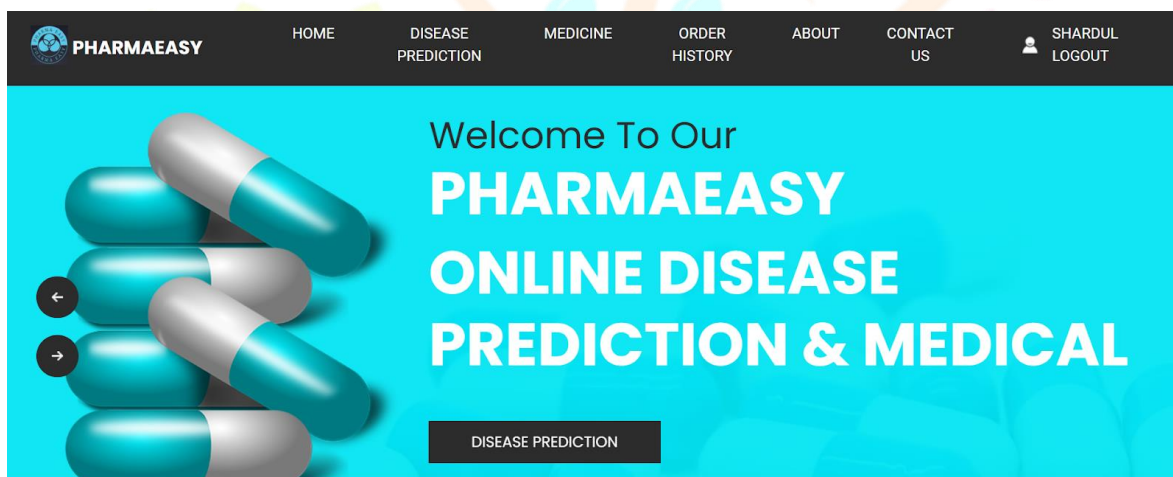 PHARMAEASY
HOME
DISEASE
PREDICTION
MEDICINE
ORDER
HISTORY
ABOUT
CONTACT
US
SHARDUL
LOGOUT
Welcome To Our
PHARMAEASY
ONLINE DISEASE
PREDICTION & MEDICAL
DISEASE PREDICTION